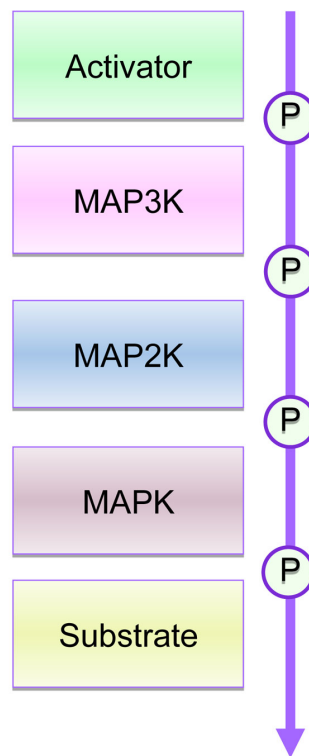 Activator
P
MAP3K
P
MAP2K
P
MAPK
P
Substrate